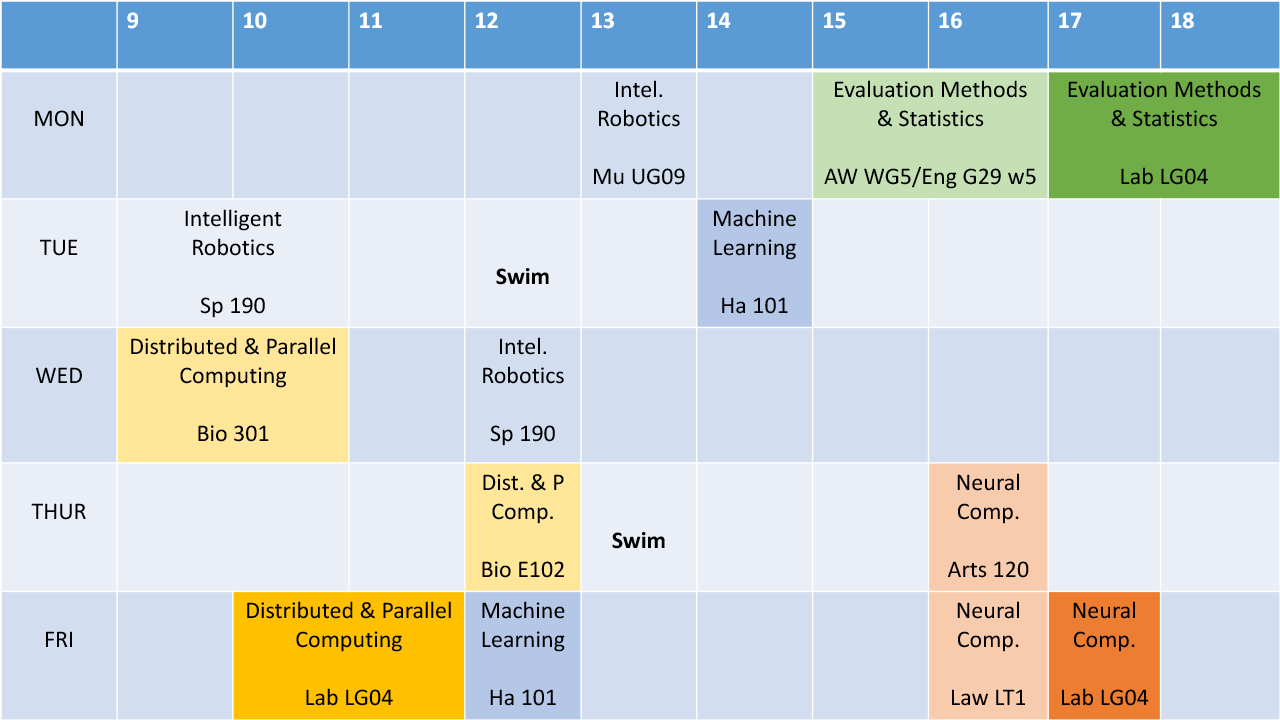 9 10 11 12 13 14 15 16 17 18
MON
Intel.
Robotics
Mu UG09
Evaluation Methods
& Statistics
AW WG5/Eng G29 w5
Evaluation Methods
& Statistics
Lab LG04
TUE
Intelligent
Robotics
Sp 190
Swim
Machine
Learning
Ha 101
WED
Distributed & Parallel
Computing
Bio 301
Intel.
Robotics
Sp 190
THUR
Dist. & P
Comp.
Bio E102
Swim
Neural
Comp.
Arts 120
FRI
Distributed & Parallel
Computing
Lab LG04
Machine
Learning
Ha 101
Neural
Comp.
Law LT1
Neural
Comp.
Lab LG04